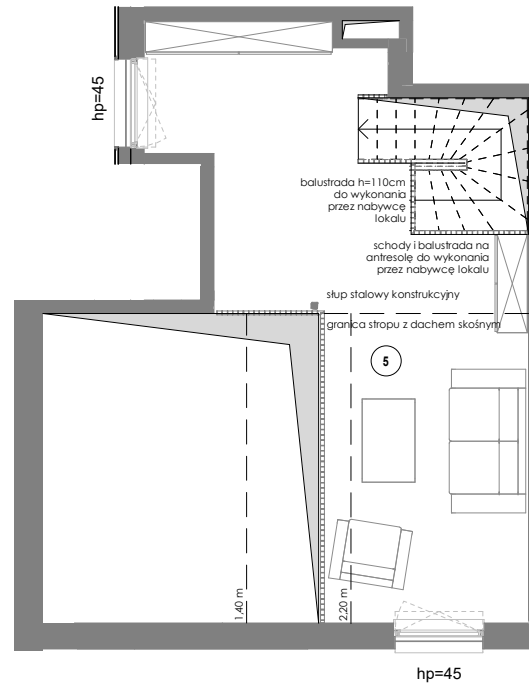 hp=45
balustrada h=110cm
do wykonania
przez nabywcę
lokalu
schody i balustrada na
antresolę do wykonania
przez nabywcę lokalu
słup stalowy konstrukcyjny
granica stropu z dachem skośnym
5
1,40 m
2,20 m
hp=45